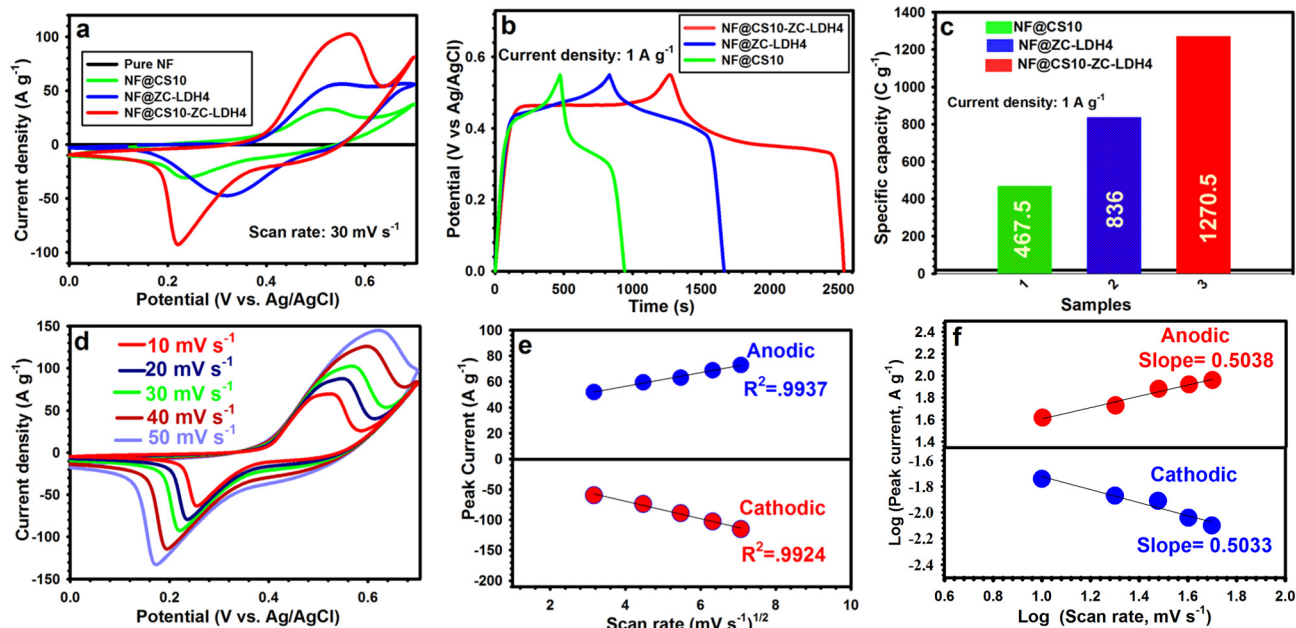 a
Pure NF
NF@CS10
NF@ZC-LDH4
NF@CS10-ZC-LDH4
Scan rate: 30 mV s⁻¹
Current density (A g⁻¹)
100
50
0
-50
-100
0.0 0.2 0.4 0.6
Potential (V vs. Ag/AgCl)
b
NF@CS10-ZC-LDH4
NF@ZC-LDH4
NF@CS10
Current density: 1 A g⁻¹
Potential (V vs Ag/AgCl)
0.6
0.4
0.2
0.0
0 500 1000 1500 2000 2500
Time (s)
c
NF@CS10
NF@ZC-LDH4
NF@CS10-ZC-LDH4
Current density: 1 A g⁻¹
Specific capacity (C g⁻¹)
1400
1200
1000
800
600
400
200
0
467.5
836
1270.5
1 2 3
Samples
d
10 mV s⁻¹
20 mV s⁻¹
30 mV s⁻¹
40 mV s⁻¹
50 mV s⁻¹
Current density (A g⁻¹)
150
100
50
0
-50
-100
-150
0.0 0.2 0.4 0.6
Potential (V vs. Ag/AgCl)
e
Anodic
R²=.9937
Cathodic
R²=.9924
Peak Current (A g⁻¹)
100
80
60
40
20
0
-50
-100
-150
-200
2 4 6 8 10
Scan rate (mV s⁻¹)¹/²
f
Anodic
Slope= 0.5038
Cathodic
Slope= 0.5033
Log (Peak current, A g⁻¹)
2.4
2.2
2.0
1.8
1.6
1.4
-1.6
-1.8
-2.0
-2.2
-2.4
0.6 0.8 1.0 1.2 1.4 1.6 1.8 2.0
Log (Scan rate, mV s⁻¹)